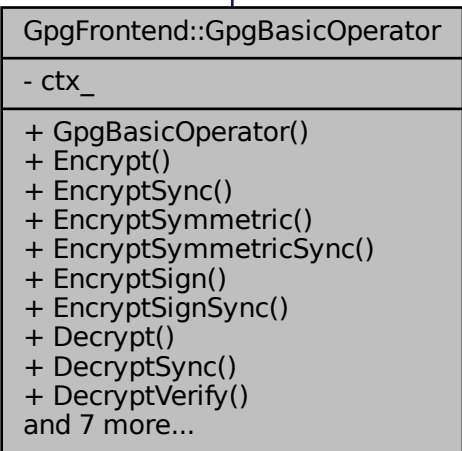 GpgFrontend::GpgBasicOperator
- ctx_
+ GpgBasicOperator()
+ Encrypt()
+ EncryptSync()
+ EncryptSymmetric()
+ EncryptSymmetricSync()
+ EncryptSign()
+ EncryptSignSync()
+ Decrypt()
+ DecryptSync()
+ DecryptVerify()
and 7 more...